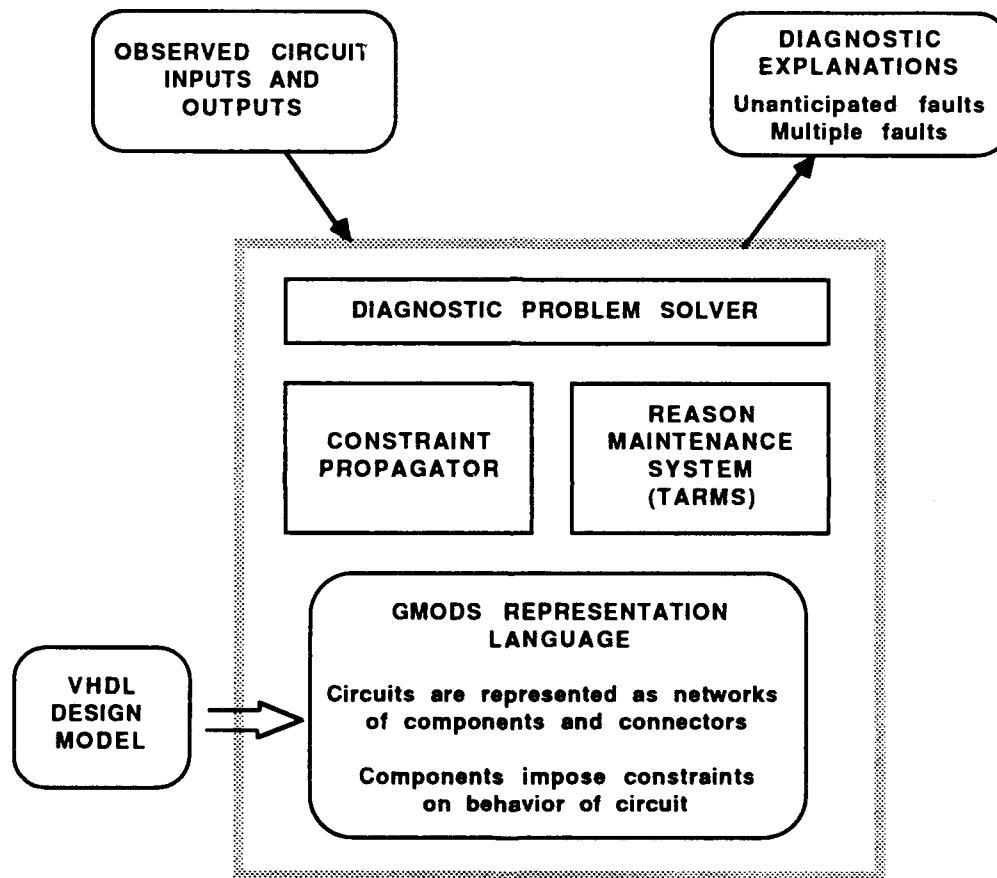 OBSERVED CIRCUIT
INPUTS AND
OUTPUTS
DIAGNOSTIC
EXPLANATIONS
Unanticipated faults
Multiple faults
DIAGNOSTIC PROBLEM SOLVER
CONSTRAINT
PROPAGATOR
REASON
MAINTENANCE
SYSTEM
(TARMS)
GMODS REPRESENTATION
LANGUAGE
Circuits are represented as networks
of components and connectors
Components impose constraints
on behavior of circuit
VHDL
DESIGN
MODEL